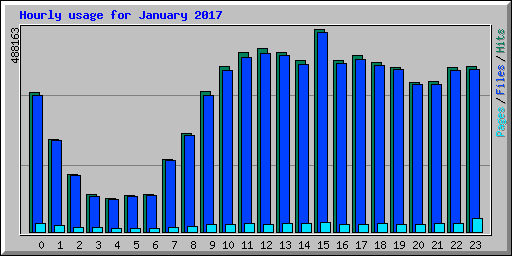 Hourly usage for January 2017
488163
Pages/Files/Hits
0 1 2 3 4 5 6 7 8 9 10 11 12 13 14 15 16 17 18 19 20 21 22 23